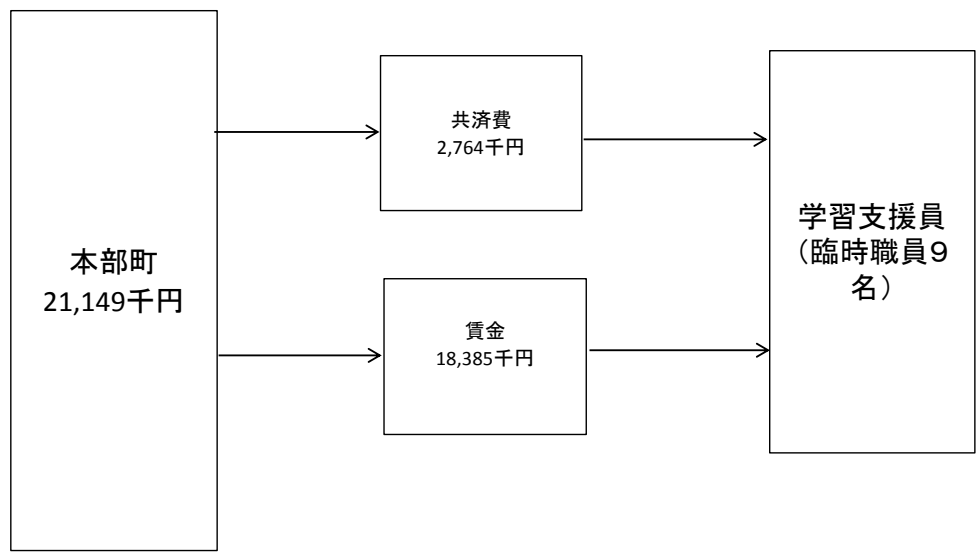 本部町
21,149千円
共済費
2,764千円
賃金
18,385千円
学習支援員
（臨時職員９
名）